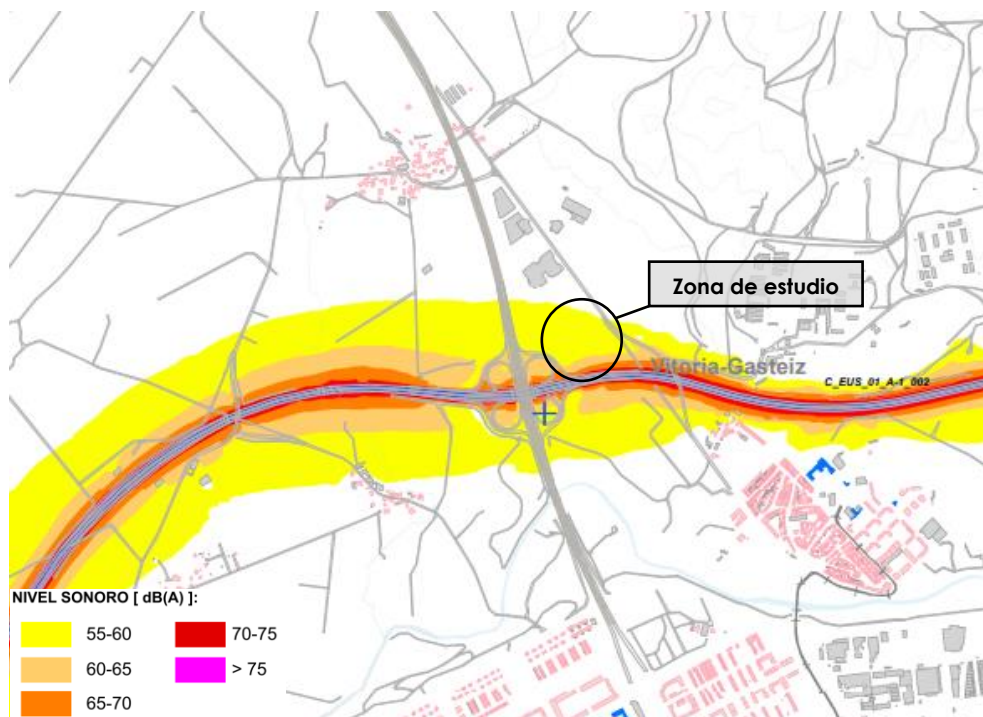 Zona de estudio
Vitoria-Gasteiz
C_EUS_01_A-1_002
NIVEL SONORO [ dB(A) ]:
55-60
70-75
60-65
> 75
65-70